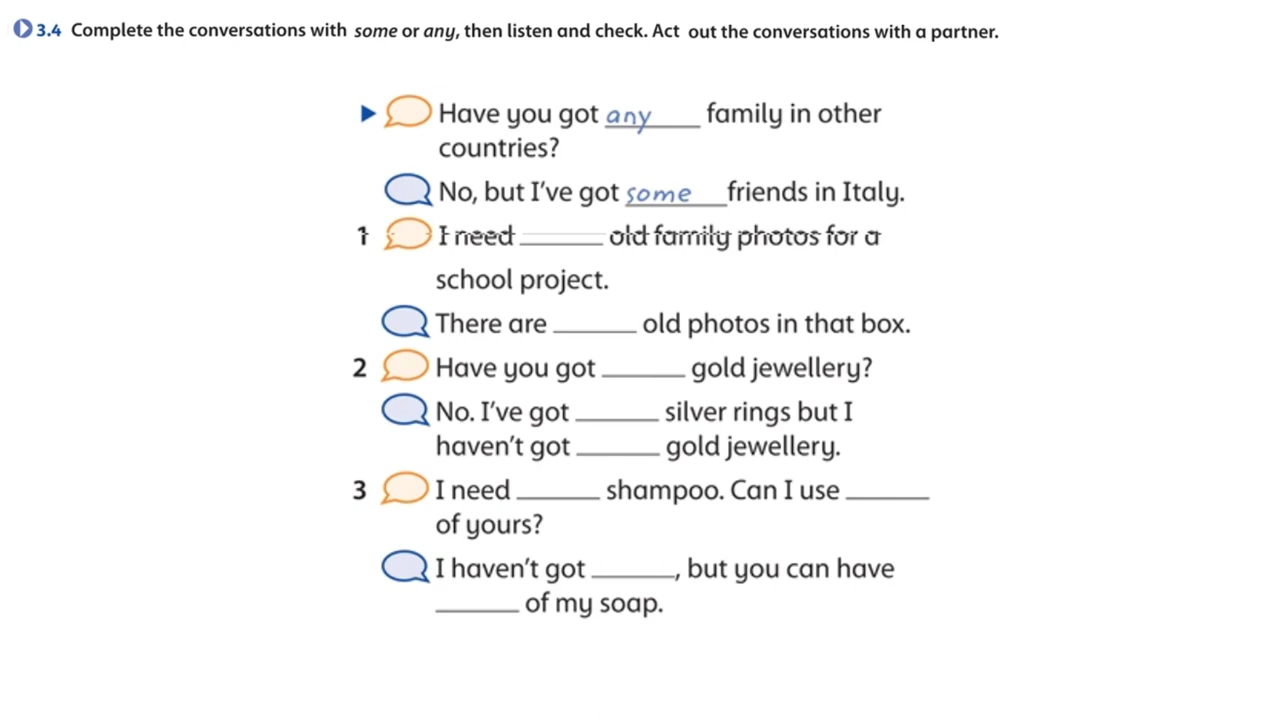 3.4 Complete the conversations with some or any, then listen and check. Act out the conversations with a partner.
Have you got any family in other
countries?
No, but I've got some friends in Italy.
1 I need ______ old family photos for a
school project.
There are ______ old photos in that box.
2 Have you got ______ gold jewellery?
No. I've got ______ silver rings but I
haven't got ______ gold jewellery.
3 I need ______ shampoo. Can I use ______
of yours?
I haven't got ______, but you can have
______ of my soap.